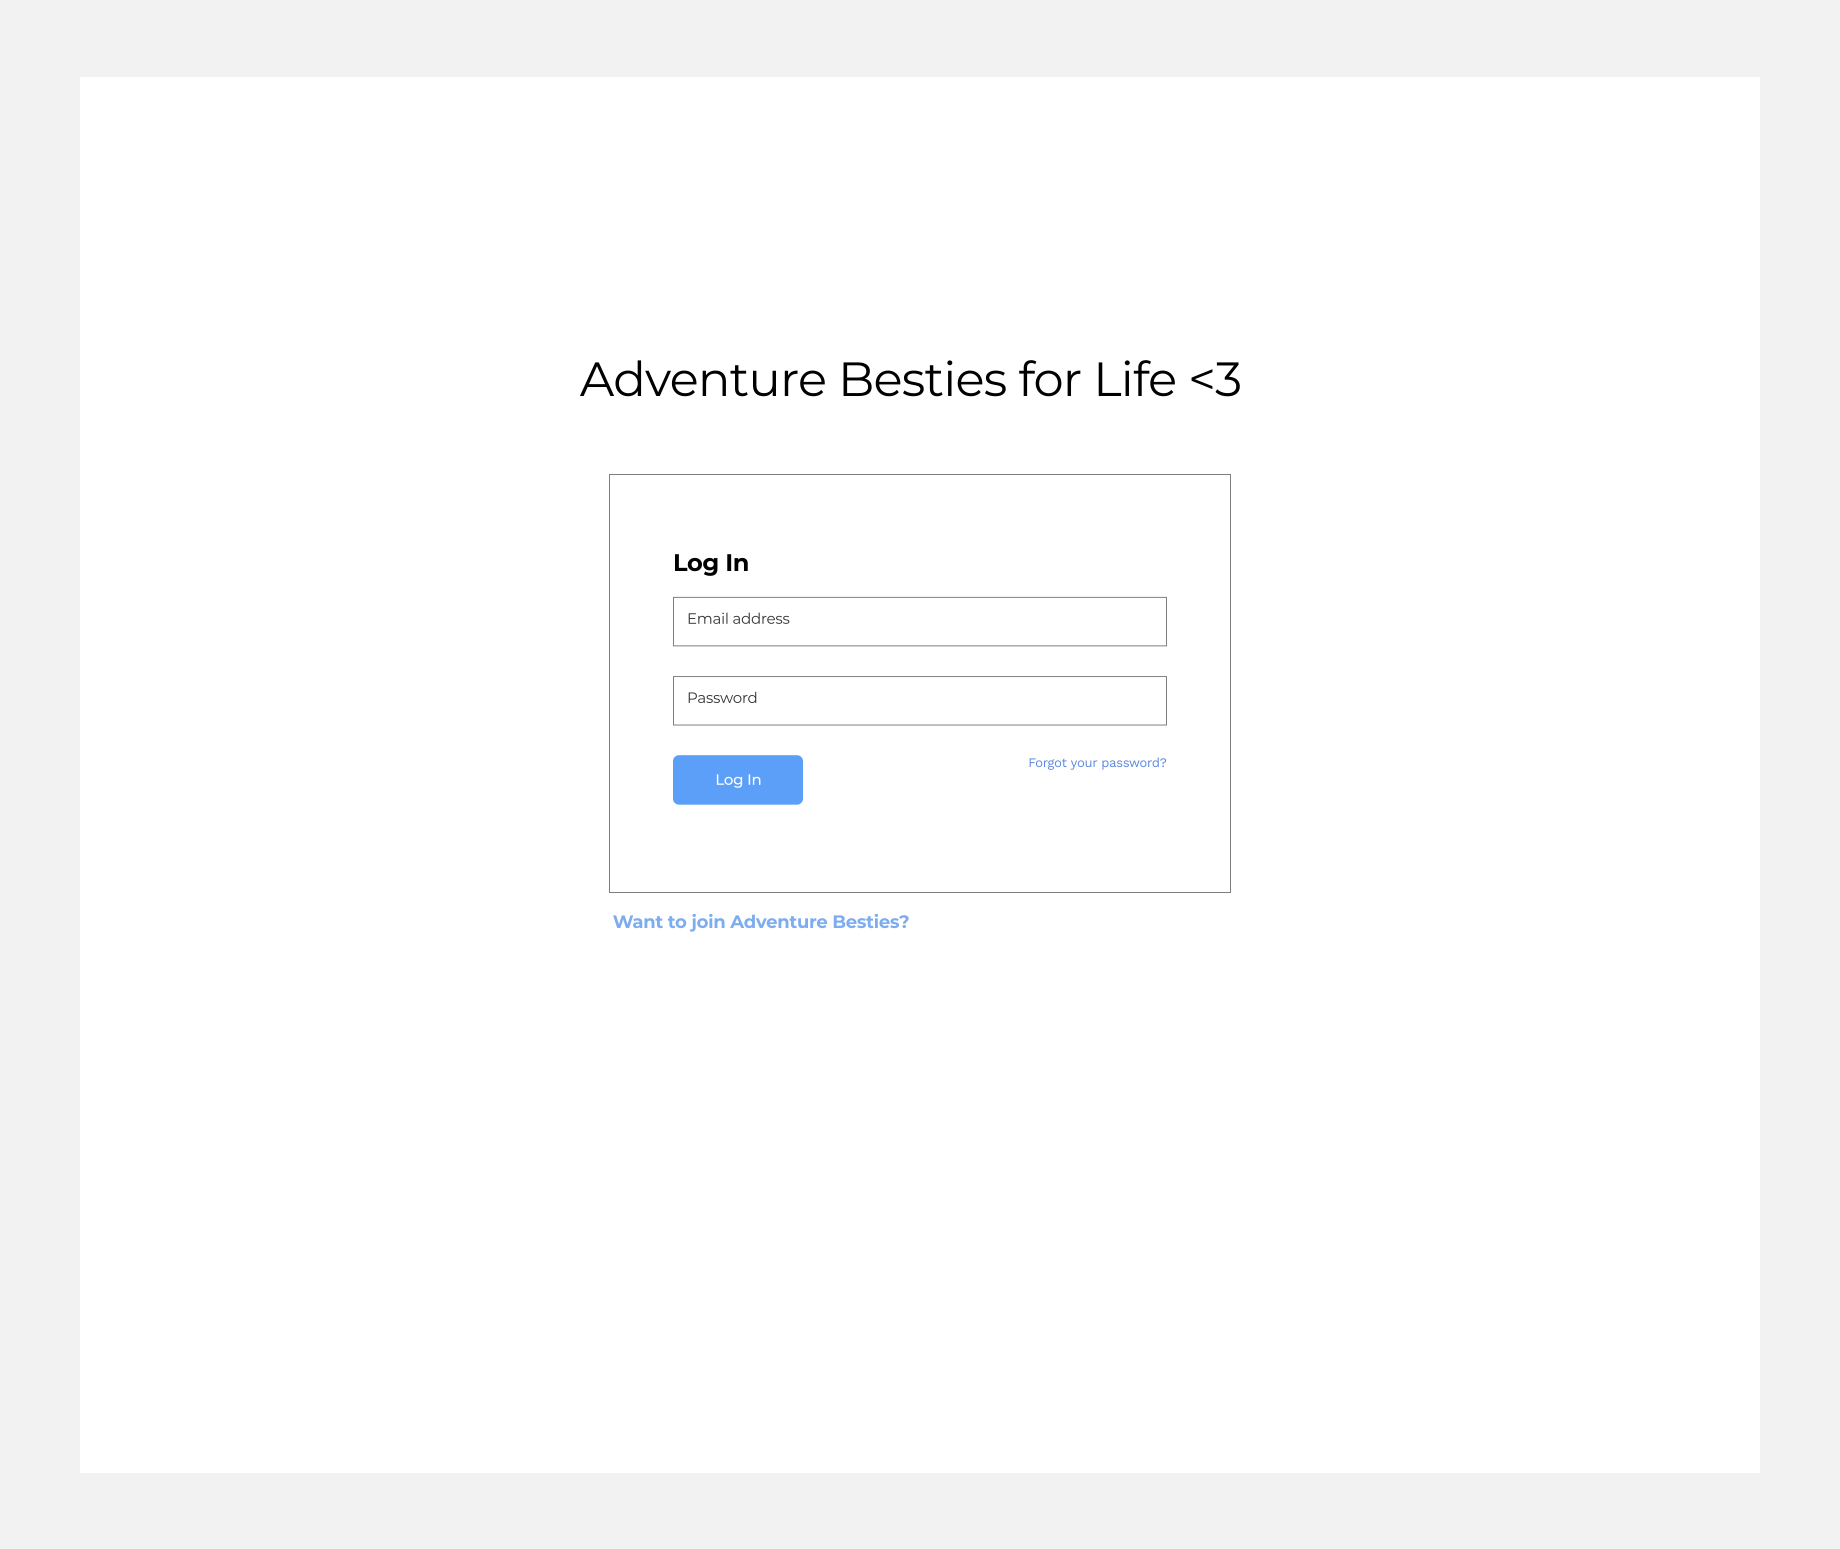 Adventure Besties for Life <3
Log In
Email address
Password
Log In
Forgot your password?
Want to join Adventure Besties?